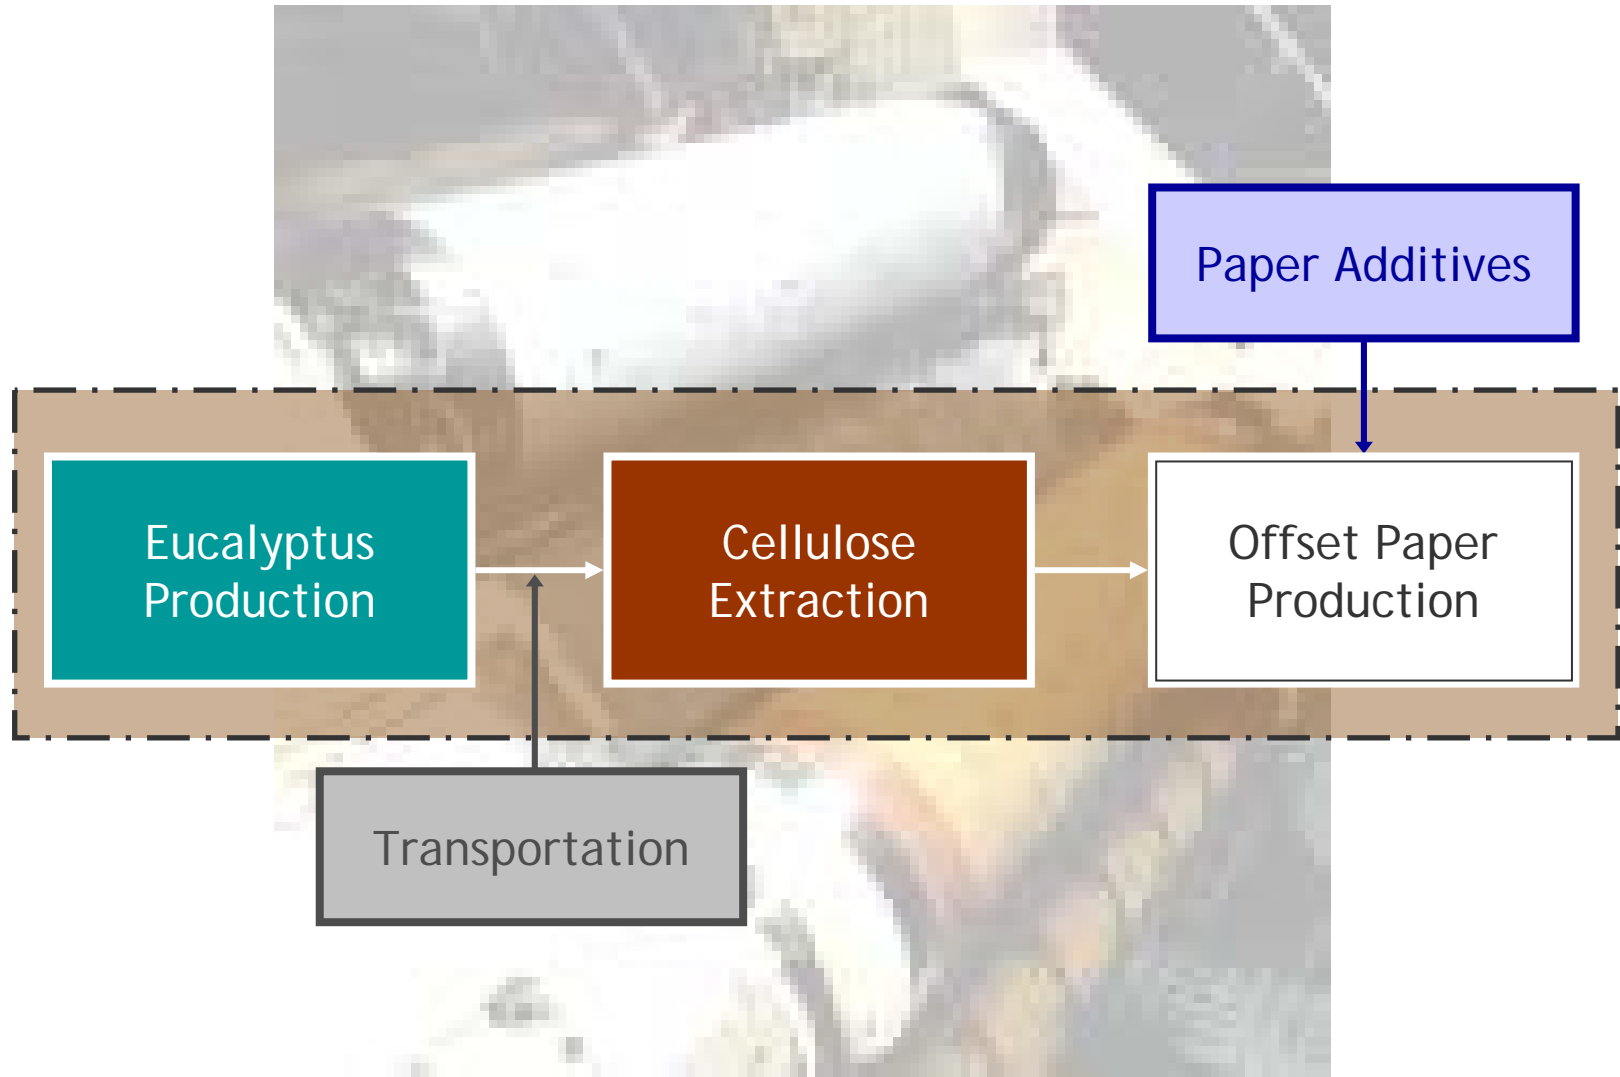 Paper Additives
Eucalyptus
Production
Cellulose
Extraction
Offset Paper
Production
Transportation